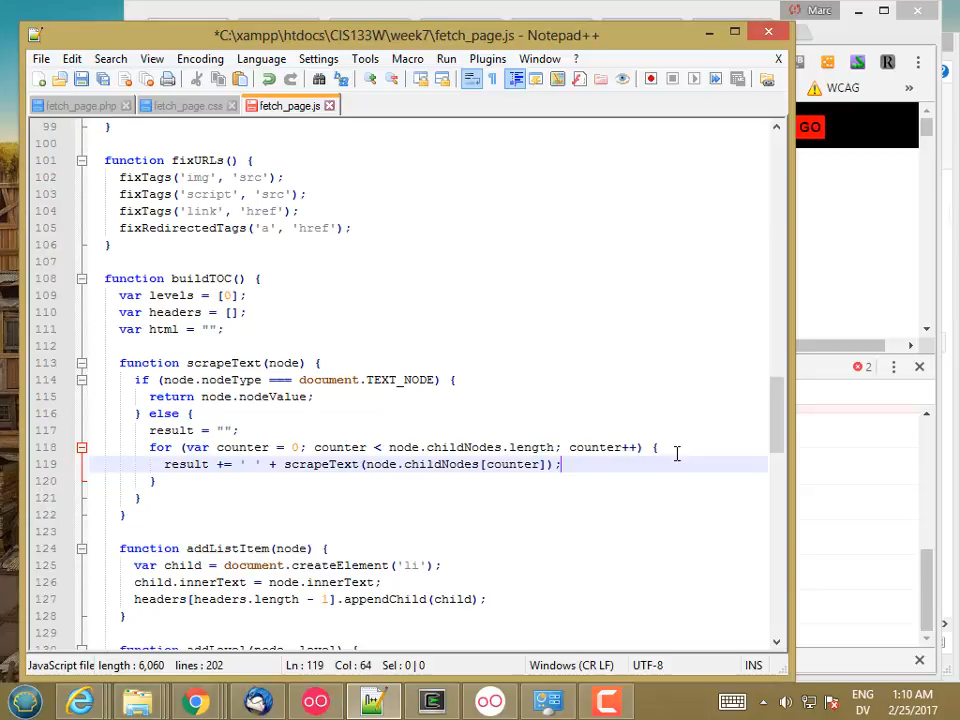 Marc
*C:\xampp\htdocs\CIS133W\week7\fetch_page.js - Notepad++
File Edit Search View Encoding Language Settings Tools Macro Run Plugins Window ? X
fetch_page.php fetch_page.css fetch_page.js
WCAG »
GO
99 }
100
101 function fixURLs() {
102 fixTags('img', 'src');
103 fixTags('script', 'src');
104 fixTags('link', 'href');
105 fixRedirectedTags('a', 'href');
106 }
107
108 function buildTOC() {
109 var levels = [0];
110 var headers = [];
111 var html = "";
112
113 function scrapeText(node) {
114 if (node.nodeType === document.TEXT_NODE) {
115 return node.nodeValue;
116 } else {
117 result = "";
118 for (var counter = 0; counter < node.childNodes.length; counter++) {
119 result += ' ' + scrapeText(node.childNodes[counter]);
120 }
121 }
122 }
123
124 function addListItem(node) {
125 var child = document.createElement('li');
126 child.innerText = node.innerText;
127 headers[headers.length - 1].appendChild(child);
128 }
129
2
JavaScript file length : 6,060 lines : 202 Ln : 119 Col : 64 Sel : 0 | 0 Windows (CR LF) UTF-8 INS
ENG
DV
1:10 AM
2/25/2017